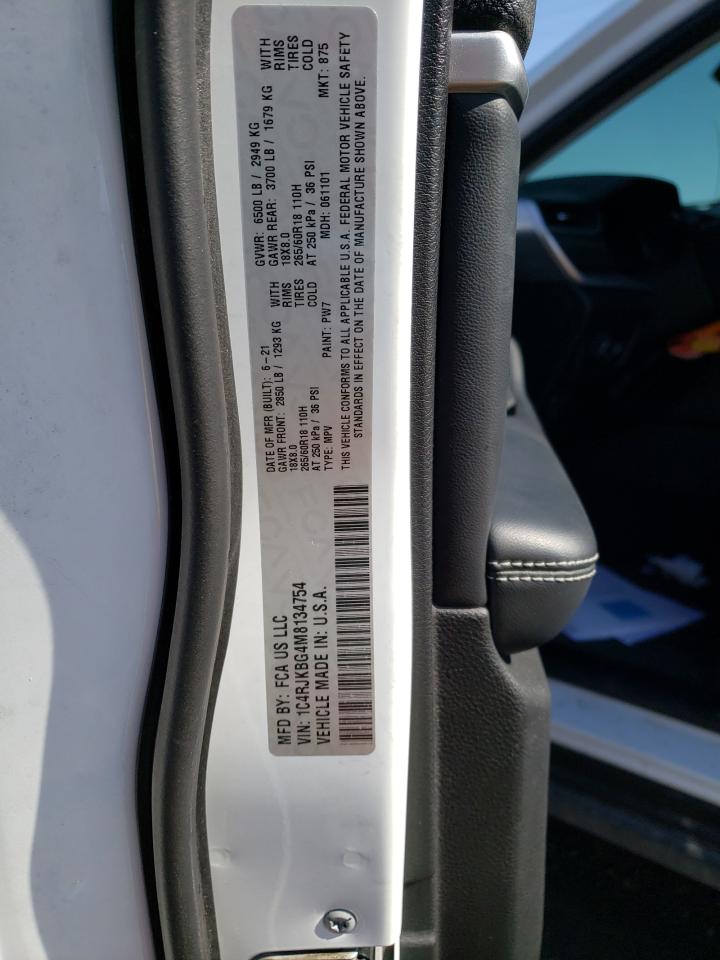 MFD BY: FCA US LLC
VIN: 1C4RJKBG4M8134754
VEHICLE MADE IN: U.S.A.
DATE OF MFR (BUILT): 6-21
GAWR FRONT: 2850 LB / 1293 KG WITH
18X8.0 RIMS
265/60R18 110H TIRES
AT 250 kPa / 36 PSI COLD
TYPE: MPV PAINT: PW7
GVWR: 6500 LB / 2949 KG
GAWR REAR: 3700 LB / 1679 KG WITH
18X8.0 RIMS
265/60R18 110H TIRES
AT 250 kPa / 36 PSI COLD
MDH: 061101 MKT: 875
THIS VEHICLE CONFORMS TO ALL APPLICABLE U.S.A. FEDERAL MOTOR VEHICLE SAFETY
STANDARDS IN EFFECT ON THE DATE OF MANUFACTURE SHOWN ABOVE.